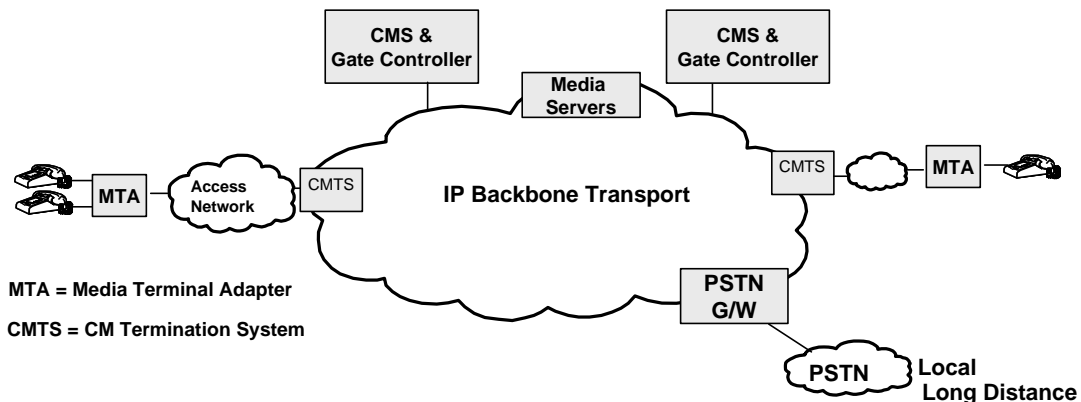 CMS &
Gate Controller
CMS &
Gate Controller
Media
Servers
MTA
Access
Network
CMTS
IP Backbone Transport
CMTS
MTA
MTA = Media Terminal Adapter
CMTS = CM Termination System
PSTN
G/W
PSTN
Local
Long Distance